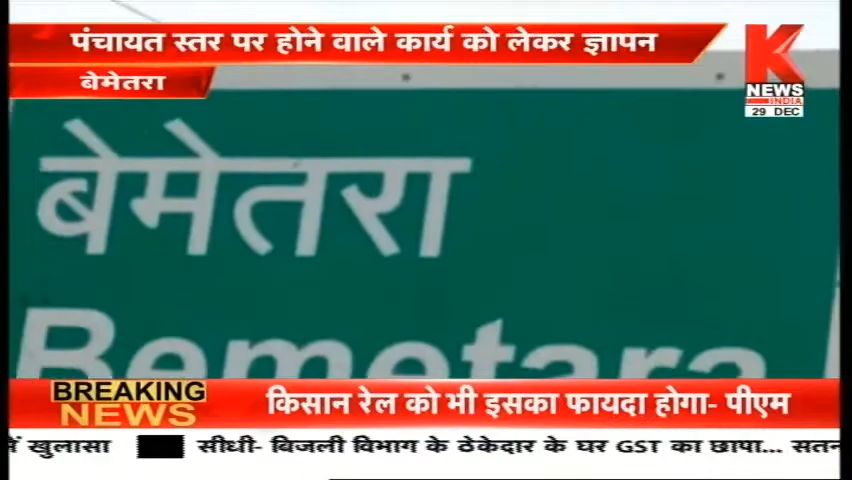 पंचायत स्तर पर होने वाले कार्य को लेकर ज्ञापन
बेमेतरा
K
NEWS
INDIA
29 DEC
बेमेतरा
Bemetara
BREAKING
NEWS
किसान रेल को भी इसका फायदा होगा- पीएम
खुलासा सीधी- बिजली विभाग के ठेकेदार के घर GST का छापा...